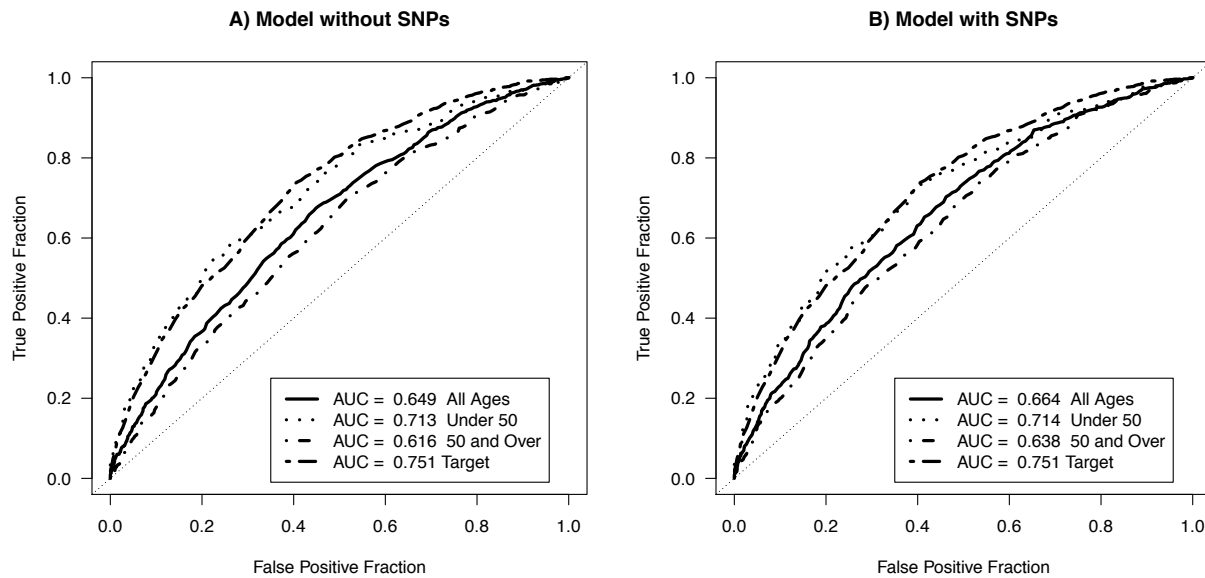 A) Model without SNPs
True Positive Fraction
1.0
0.8
0.6
0.4
0.2
0.0
AUC = 0.649 All Ages
AUC = 0.713 Under 50
AUC = 0.616 50 and Over
AUC = 0.751 Target
0.0 0.2 0.4 0.6 0.8 1.0
False Positive Fraction
B) Model with SNPs
True Positive Fraction
1.0
0.8
0.6
0.4
0.2
0.0
AUC = 0.664 All Ages
AUC = 0.714 Under 50
AUC = 0.638 50 and Over
AUC = 0.751 Target
0.0 0.2 0.4 0.6 0.8 1.0
False Positive Fraction